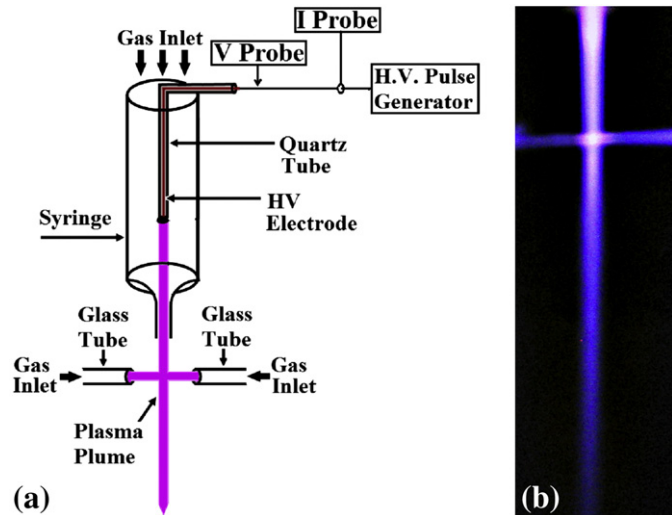 I Probe
Gas Inlet
V Probe
H.V. Pulse
Generator
Quartz
Tube
HV
Electrode
Syringe
Glass
Tube
Glass
Tube
Gas
Inlet
Gas
Inlet
Plasma
Plume
(a)
(b)